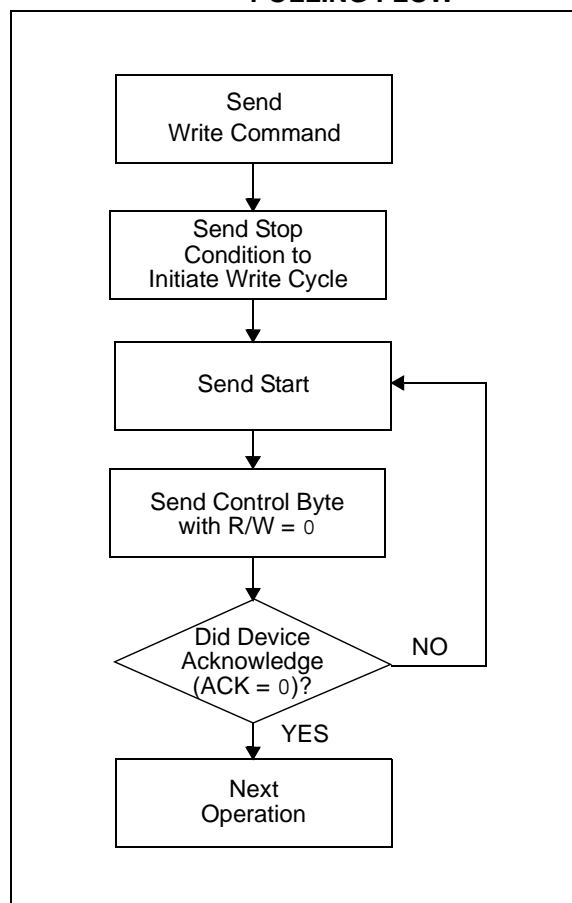 Send
Write Command
Send Stop
Condition to
Initiate Write Cycle
Send Start
Send Control Byte
with R/W = 0
Did Device
Acknowledge
(ACK = 0)?
NO
YES
Next
Operation